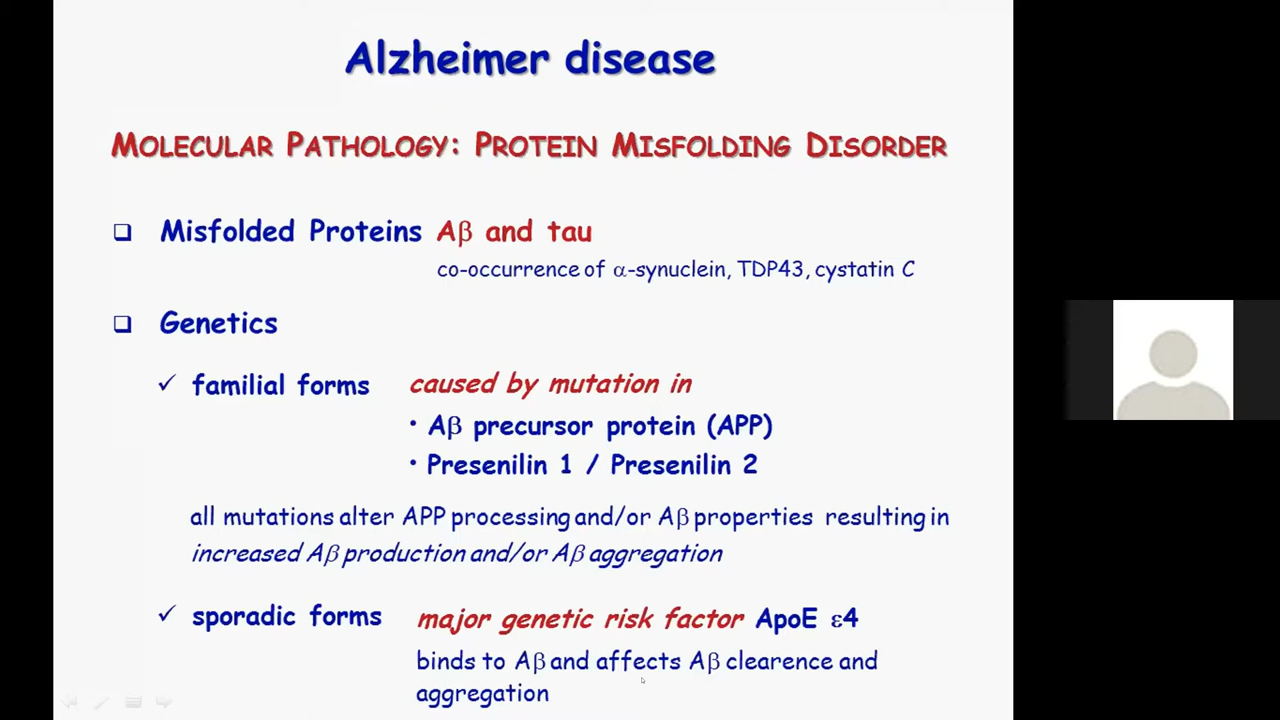 Alzheimer disease
MOLECULAR PATHOLOGY: PROTEIN MISFOLDING DISORDER
Misfolded Proteins Aβ and tau
co-occurrence of α-synuclein, TDP43, cystatin C
Genetics
✓ familial forms caused by mutation in
• Aβ precursor protein (APP)
• Presenilin 1 / Presenilin 2
all mutations alter APP processing and/or Aβ properties resulting in
increased Aβ production and/or Aβ aggregation
✓ sporadic forms major genetic risk factor ApoE ε4
binds to Aβ and affects Aβ clearence and
aggregation